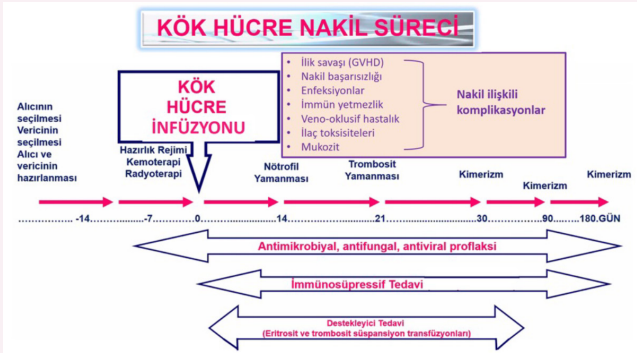 KÖK HÜCRE NAKİL SÜRECİ
KÖK
HÜCRE
İNFÜZYONU
• İlik savaşı (GVHD)
• Nakil başarısızlığı
• Enfeksiyonlar
• İmmün yetmezlik
• Veno-oklusif hastalık
• İlaç toksisiteleri
• Mukozit
Nakil ilişkili
komplikasyonlar
Alıcının
seçilmesi
Vericinin
seçilmesi
Alıcı ve
vericinin
hazırlanması
Hazırlık Rejimi
Kemoterapi
Radyoterapi
Nötrofil
Yamanması
Trombosit
Yamanması
Kimerizm
Kimerizm
Kimerizm
-14 -7 0 14 21 30 90 180.GÜN
Antimikrobiyal, antifungal, antiviral proflaksi
İmmünosüpressif Tedavi
Destekleyici Tedavi
(Eritrosit ve trombosit süspansiyon transfüzyonları)